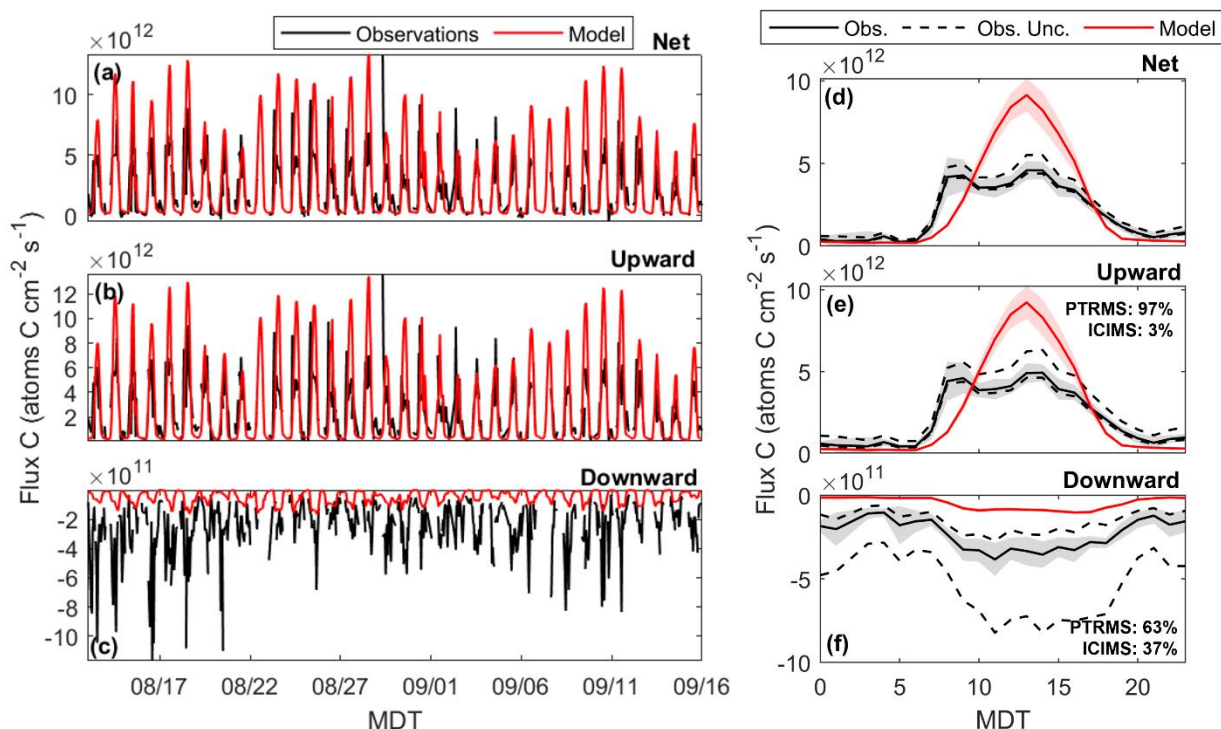 Observations Model
Obs. Obs. Unc. Model
× 10^12 Net
(a)
10
5
0
× 10^12 Upward
(b)
12
10
8
6
4
2
× 10^11 Downward
-2
-4
-6
-8
-10
(c)
08/17 08/22 08/27 09/01 09/06 09/11 09/16
MDT
Flux C (atoms C cm^-2 s^-1)
× 10^12 Net
(d)
10
5
0
× 10^12 Upward
(e)
PTRMS: 97%
ICIMS: 3%
10
5
0
× 10^11 Downward
0
-5
-10
PTRMS: 63%
(f) ICIMS: 37%
0 5 10 15 20
MDT
Flux C (atoms C cm^-2 s^-1)